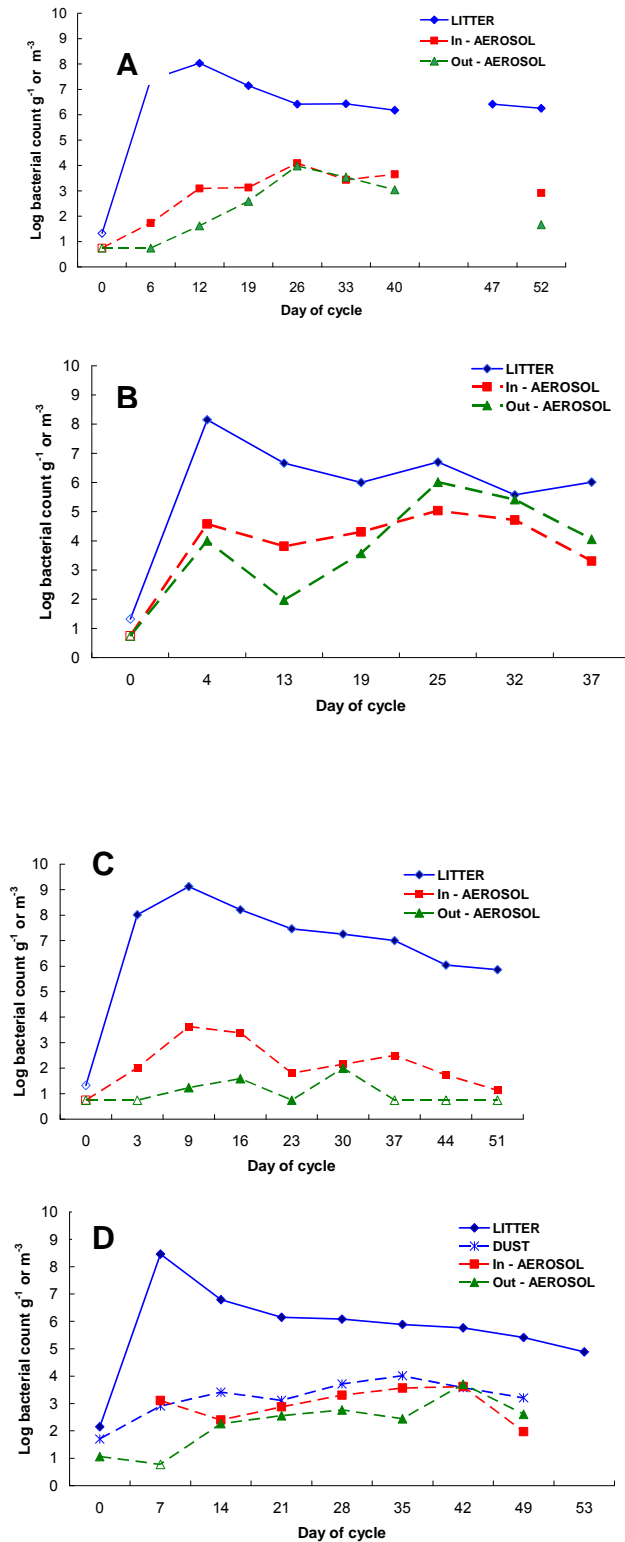 A
LITTER
In - AEROSOL
Out - AEROSOL
Log bacterial count g⁻¹ or m⁻³
10
9
8
7
6
5
4
3
2
1
0
0 6 12 19 26 33 40 47 52
Day of cycle
B
LITTER
In - AEROSOL
Out - AEROSOL
Log bacterial count g⁻¹ or m⁻³
10
9
8
7
6
5
4
3
2
1
0
0 4 13 19 25 32 37
Day of cycle
C
LITTER
In - AEROSOL
Out - AEROSOL
Log bacterial count g⁻¹ or m⁻³
10
9
8
7
6
5
4
3
2
1
0
0 3 9 16 23 30 37 44 51
Day of cycle
D
LITTER
DUST
In - AEROSOL
Out - AEROSOL
Log bacterial count g⁻¹ or m⁻³
10
9
8
7
6
5
4
3
2
1
0
0 7 14 21 28 35 42 49 53
Day of cycle